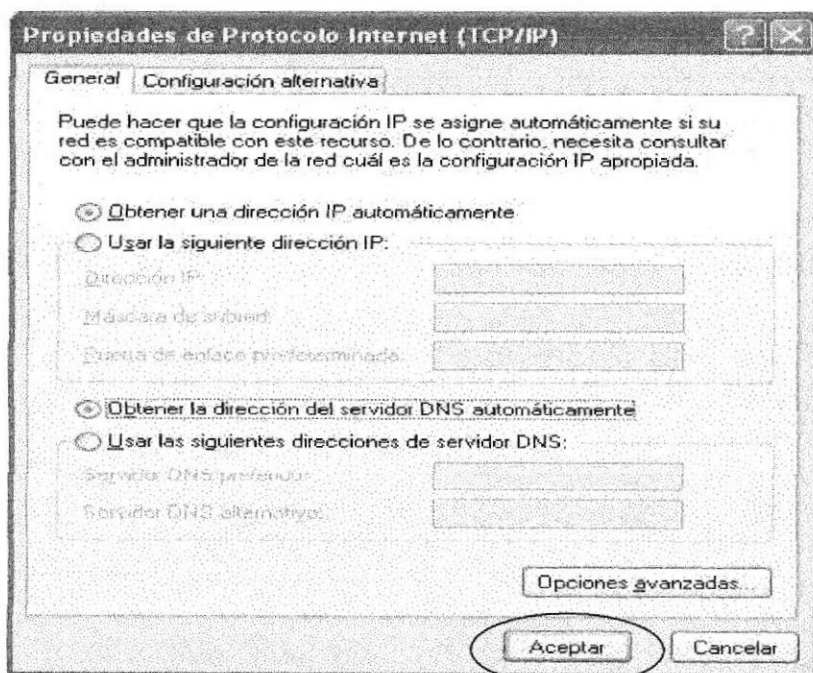 Propiedades de Protocolo Internet (TCP/IP)
General
Configuración alternativa
Puede hacer que la configuración IP se asigne automáticamente si su
red es compatible con este recurso. De lo contrario, necesita consultar
con el administrador de la red cuál es la configuración IP apropiada.
Obtener una dirección IP automáticamente
Usar la siguiente dirección IP:
Dirección IP:
Máscara de subred:
Puerta de enlace predeterminada:
Obtener la dirección del servidor DNS automáticamente
Usar las siguientes direcciones de servidor DNS:
Servidor DNS preferido:
Servidor DNS alternativo:
Opciones avanzadas...
Aceptar
Cancelar